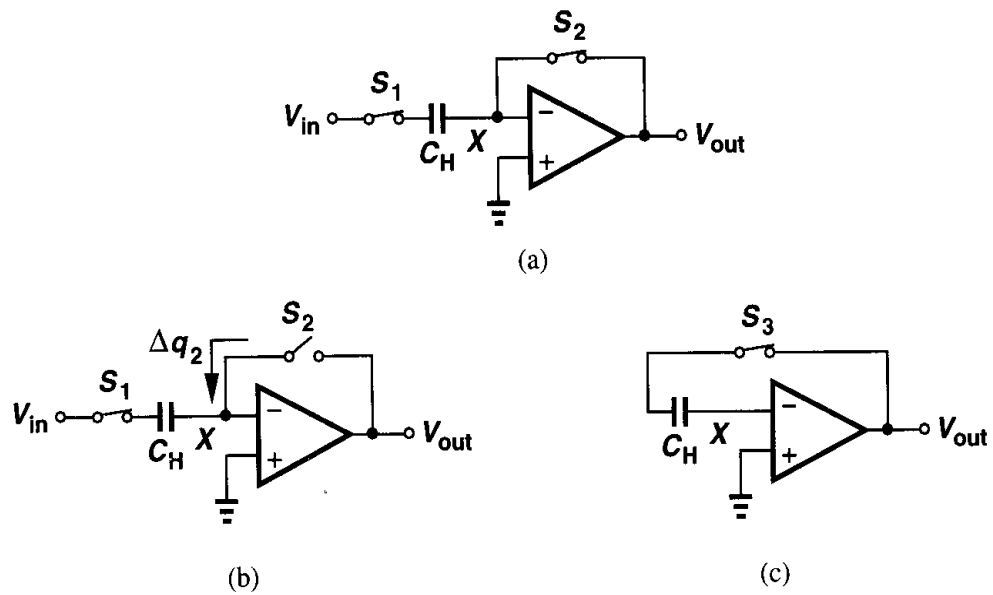 S2
S1
Vin
CH
X
−
+
Vout
(a)
Δq2
S2
S1
Vin
CH
X
−
+
Vout
(b)
S3
CH
X
−
+
Vout
(c)